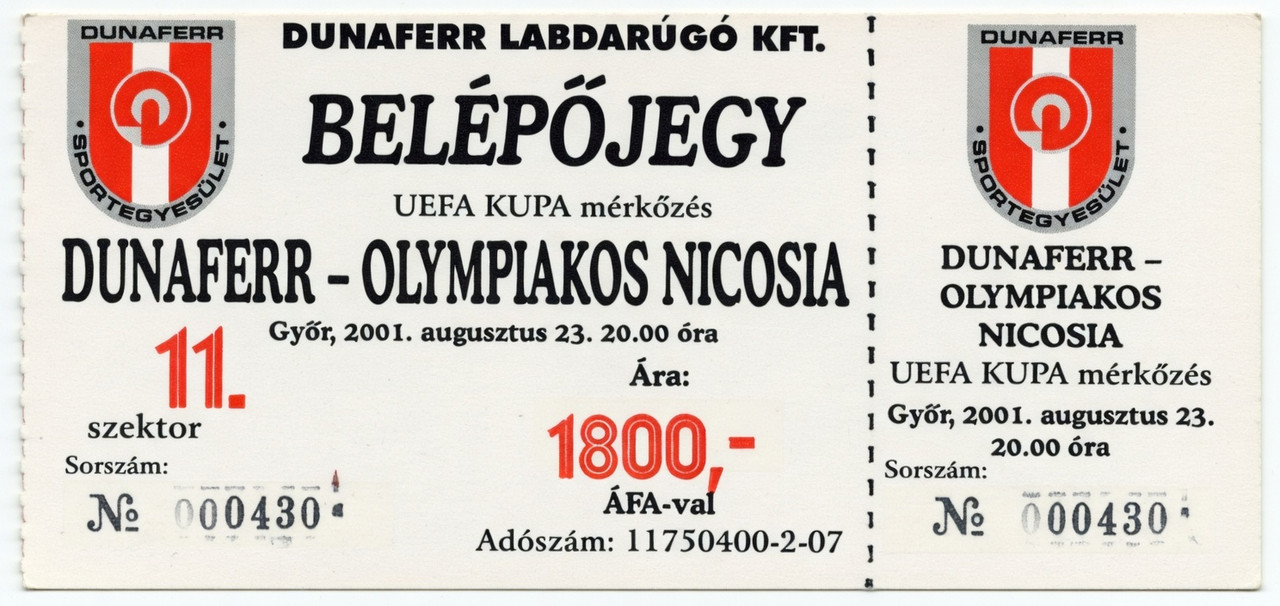 DUNAFERR
• SPORTEGYESÜLET •
DUNAFERR LABDARÚGÓ KFT.
BELÉPŐJEGY
UEFA KUPA mérkőzés
DUNAFERR – OLYMPIAKOS NICOSIA
Győr, 2001. augusztus 23. 20.00 óra
11.
szektor
Sorszám:
№ 000430
Ára:
1800,-
ÁFA-val
Adószám: 11750400-2-07
DUNAFERR
• SPORTEGYESÜLET •
DUNAFERR –
OLYMPIAKOS
NICOSIA
UEFA KUPA mérkőzés
Győr, 2001. augusztus 23.
20.00 óra
Sorszám:
№ 000430